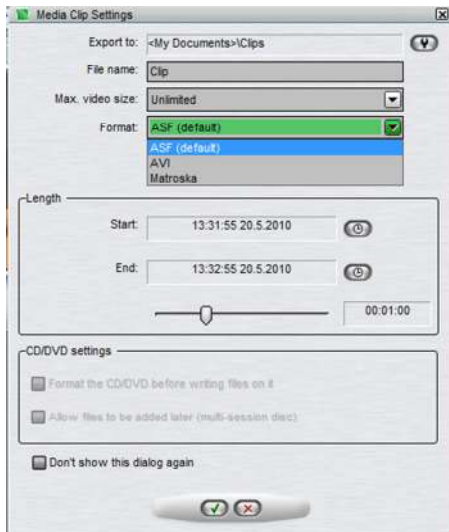 Media Clip Settings
Export to: <My Documents>\Clips
File name: Clip
Max. video size: Unlimited
Format: ASF (default)
ASF (default)
AVI
Matroska
Length
Start: 13:31:55 20.5.2010
End: 13:32:55 20.5.2010
00:01:00
CD/DVD settings
Format the CD/DVD before writing files on it
Allow files to be added later (multi-session disc)
Don't show this dialog again